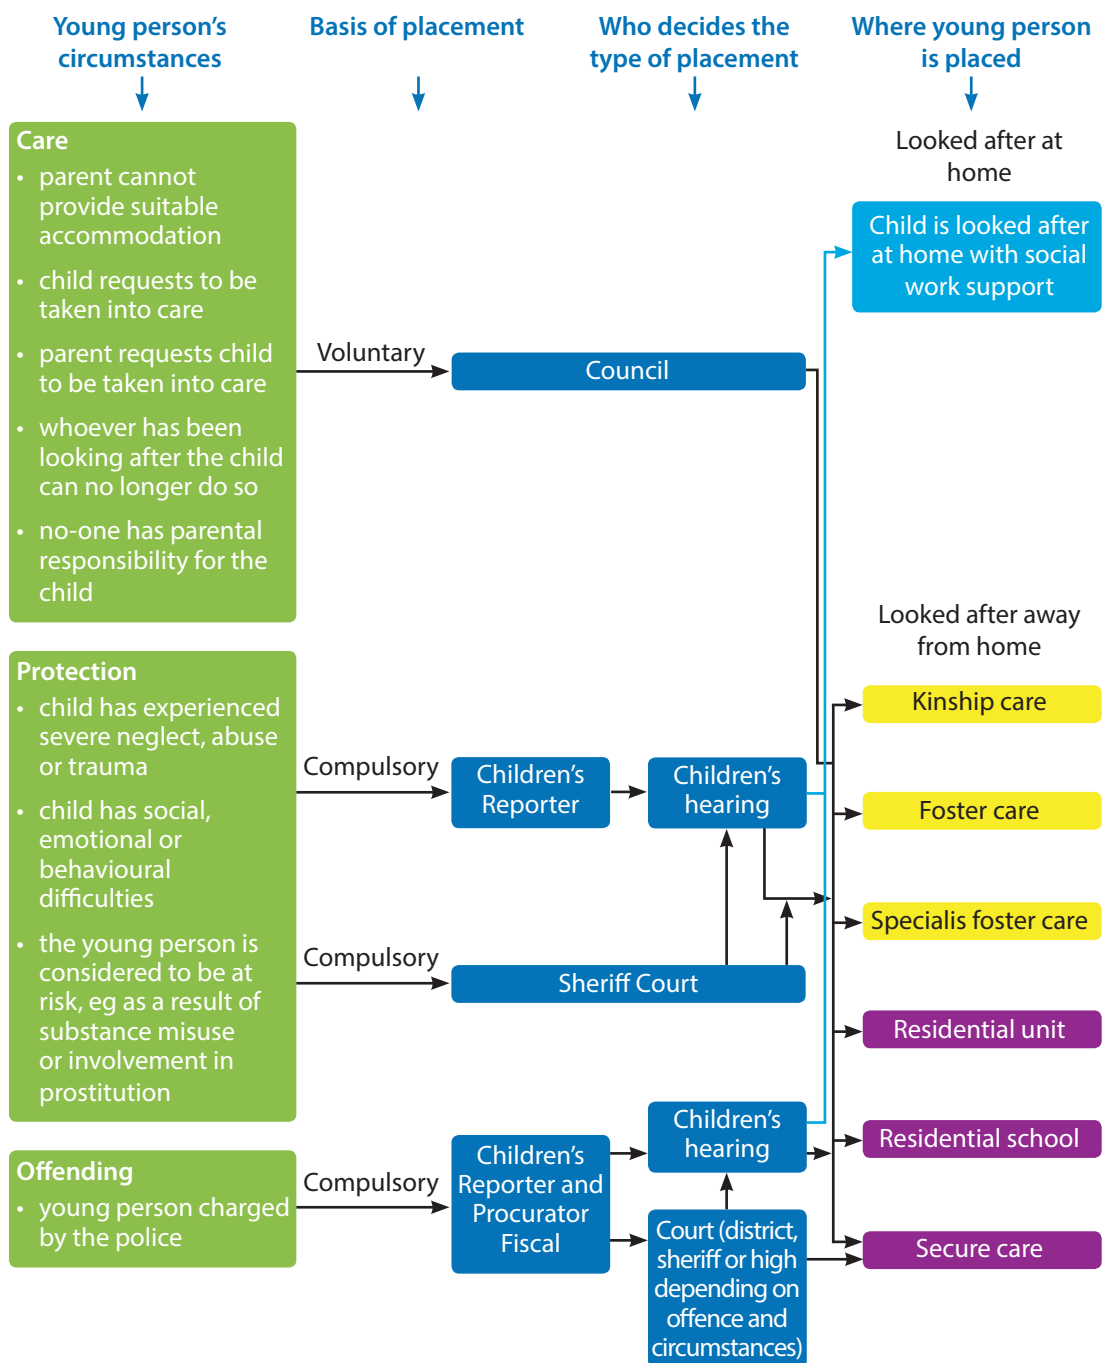 Young person's
circumstances
Basis of placement
Who decides the
type of placement
Where young person
is placed
Care
• parent cannot
provide suitable
accommodation
• child requests to be
taken into care
• parent requests child
to be taken into care
• whoever has been
looking after the child
can no longer do so
• no-one has parental
responsibility for the
child
Voluntary
Council
Looked after at
home
Child is looked after
at home with social
work support
Protection
• child has experienced
severe neglect, abuse
or trauma
• child has social,
emotional or
behavioural
difficulties
• the young person is
considered to be at
risk, eg as a result of
substance misuse
or involvement in
prostitution
Compulsory
Children's
Reporter
Children's
hearing
Compulsory
Sheriff Court
Looked after away
from home
Kinship care
Foster care
Specialis foster care
Residential unit
Residential school
Secure care
Offending
• young person charged
by the police
Compulsory
Children's
Reporter and
Procurator
Fiscal
Children's
hearing
Court (district,
sheriff or high
depending on
offence and
circumstances)